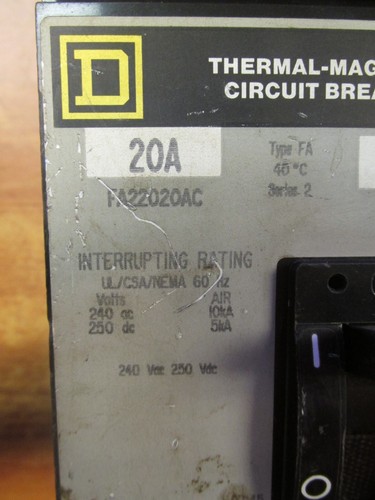 D
THERMAL-MAG
CIRCUIT BREA
20A
FA22020AC
Type FA
40 °C
Series 2
INTERRUPTING RATING
UL/CSA/NEMA 60 Hz
Volts AIR
240 ac 10kA
250 dc 5kA
240 Vac 250 Vdc
I
O